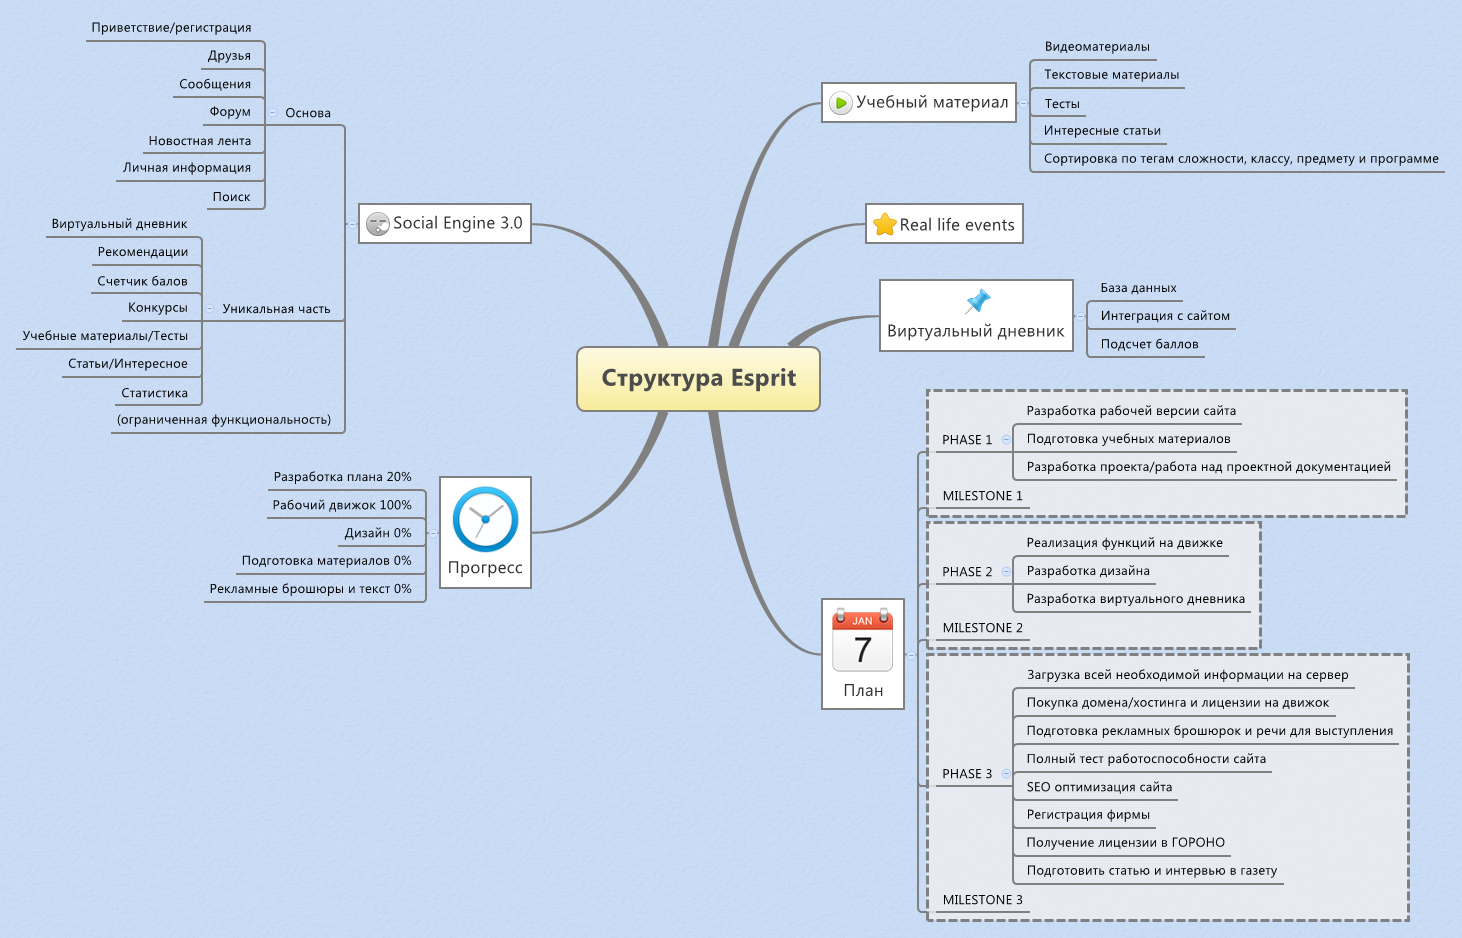 Структура Esprit
Social Engine 3.0
Основа
Приветствие/регистрация
Друзья
Сообщения
Форум
Новостная лента
Личная информация
Поиск
Уникальная часть
Виртуальный дневник
Рекомендации
Счетчик балов
Конкурсы
Учебные материалы/Тесты
Статьи/Интересное
Статистика
(ограниченная функциональность)
Прогресс
Разработка плана 20%
Рабочий движок 100%
Дизайн 0%
Подготовка материалов 0%
Рекламные брошюры и текст 0%
Учебный материал
Видеоматериалы
Текстовые материалы
Тесты
Интересные статьи
Сортировка по тегам сложности, классу, предмету и программе
Real life events
Виртуальный дневник
База данных
Интеграция с сайтом
Подсчет баллов
JAN
7
План
PHASE 1
Разработка рабочей версии сайта
Подготовка учебных материалов
Разработка проекта/работа над проектной документацией
MILESTONE 1
PHASE 2
Реализация функций на движке
Разработка дизайна
Разработка виртуального дневника
MILESTONE 2
PHASE 3
Загрузка всей необходимой информации на сервер
Покупка домена/хостинга и лицензии на движок
Подготовка рекламных брошюрок и речи для выступления
Полный тест работоспособности сайта
SEO оптимизация сайта
Регистрация фирмы
Получение лицензии в ГОРОНО
Подготовить статью и интервью в газету
MILESTONE 3